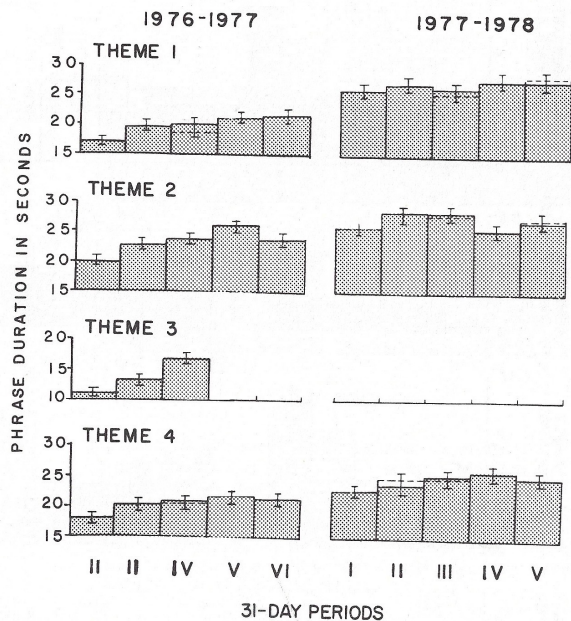 1976-1977
1977-1978
THEME 1
30
25
20
15
THEME 2
30
25
20
15
THEME 3
20
15
10
THEME 4
30
25
20
15
PHRASE DURATION IN SECONDS
II III IV V VI
I II III IV V
31-DAY PERIODS